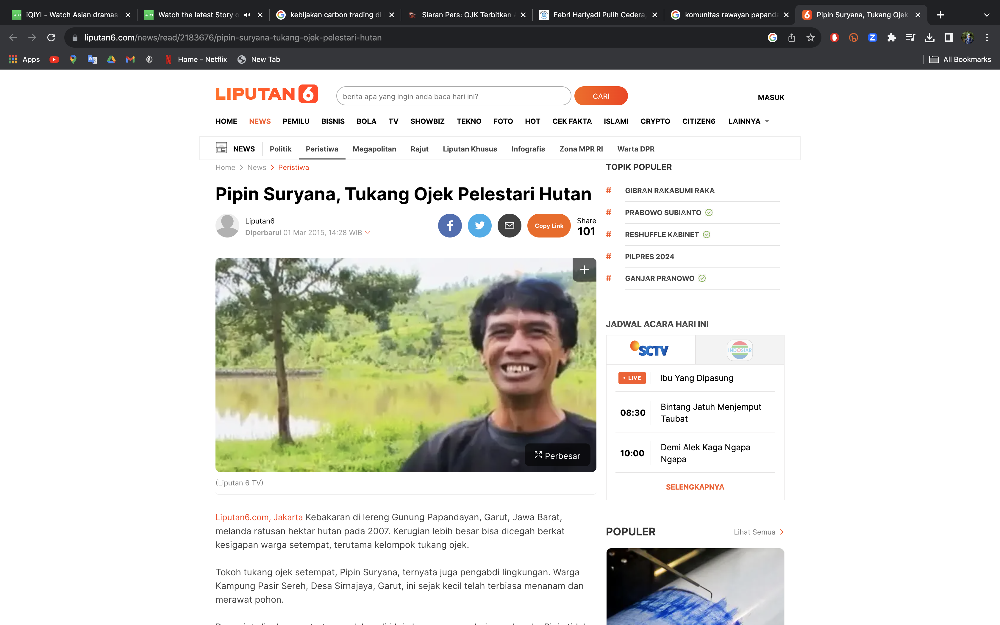 iQIYI - Watch Asian dramas
Watch the latest Story o
kebijakan carbon trading di
Siaran Pers: OJK Terbitkan
Febri Hariyadi Pulih Cedera,
komunitas rawayan papanda
Pipin Suryana, Tukang Ojek
liputan6.com/news/read/2183676/pipin-suryana-tukang-ojek-pelestari-hutan
Apps
Home - Netflix
New Tab
All Bookmarks
LIPUTAN 6
berita apa yang ingin anda baca hari ini?
CARI
MASUK
HOME NEWS PEMILU BISNIS BOLA TV SHOWBIZ TEKNO FOTO HOT CEK FAKTA ISLAMI CRYPTO CITIZEN6 LAINNYA
NEWS Politik Peristiwa Megapolitan Rajut Liputan Khusus Infografis Zona MPR RI Warta DPR
Home > News > Peristiwa
Pipin Suryana, Tukang Ojek Pelestari Hutan
Liputan6
Diperbarui 01 Mar 2015, 14:28 WIB
Copy Link
Share
101
Perbesar
(Liputan 6 TV)
Liputan6.com, Jakarta Kebakaran di lereng Gunung Papandayan, Garut, Jawa Barat,
melanda ratusan hektar hutan pada 2007. Kerugian lebih besar bisa dicegah berkat
kesigapan warga setempat, terutama kelompok tukang ojek.
Tokoh tukang ojek setempat, Pipin Suryana, ternyata juga pengabdi lingkungan. Warga
Kampung Pasir Sereh, Desa Sirnajaya, Garut, ini sejak kecil telah terbiasa menanam dan
merawat pohon.
TOPIK POPULER
# GIBRAN RAKABUMI RAKA
# PRABOWO SUBIANTO
# RESHUFFLE KABINET
# PILPRES 2024
# GANJAR PRANOWO
JADWAL ACARA HARI INI
SCTV
INDOSIAR
• LIVE Ibu Yang Dipasung
08:30 Bintang Jatuh Menjemput
Taubat
10:00 Demi Alek Kaga Ngapa
Ngapa
SELENGKAPNYA
POPULER
Lihat Semua